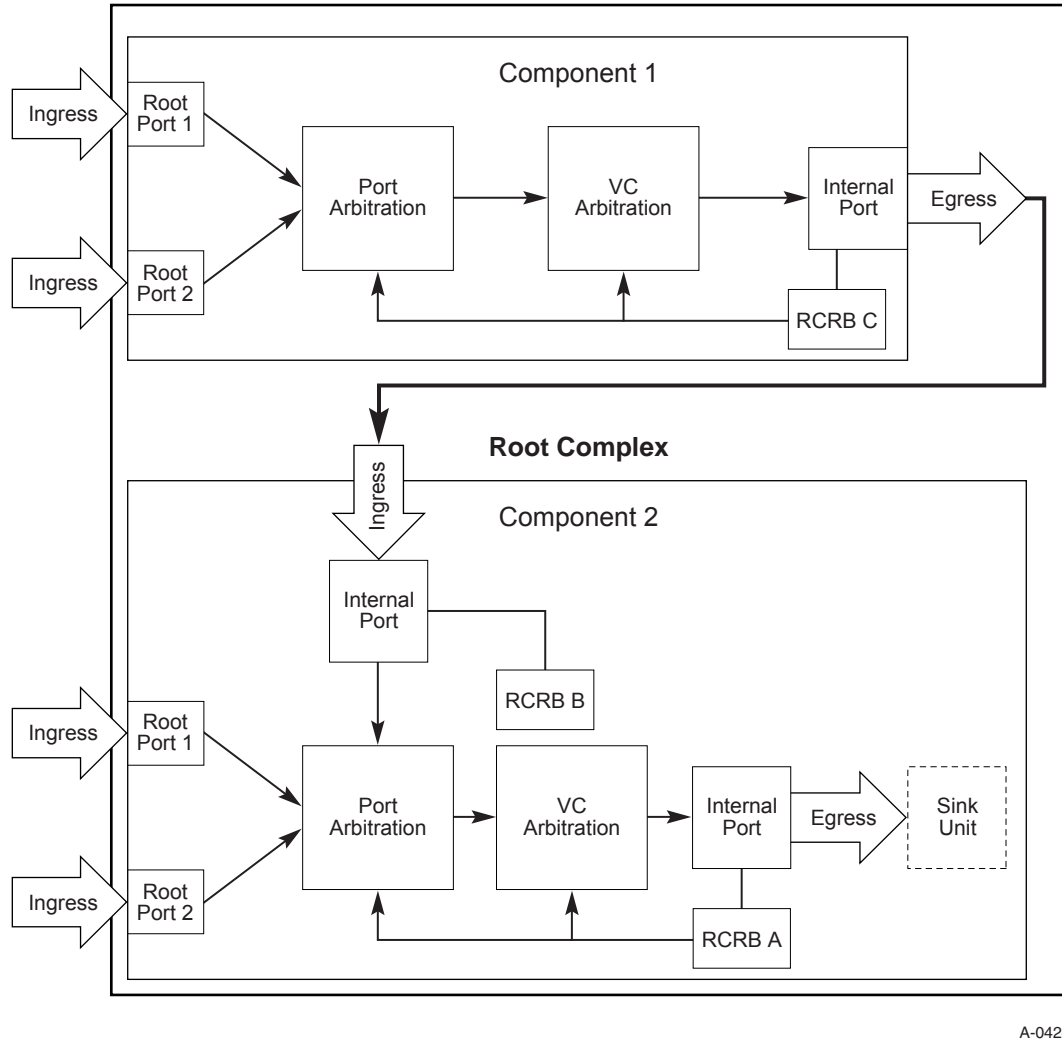 Component 1
Ingress
Root
Port 1
Port
Arbitration
VC
Arbitration
Internal
Port
Egress
Ingress
Root
Port 2
RCRB C
Root Complex
Ingress
Component 2
Internal
Port
RCRB B
Ingress
Root
Port 1
Port
Arbitration
VC
Arbitration
Internal
Port
Egress
Sink
Unit
Ingress
Root
Port 2
RCRB A
A-042